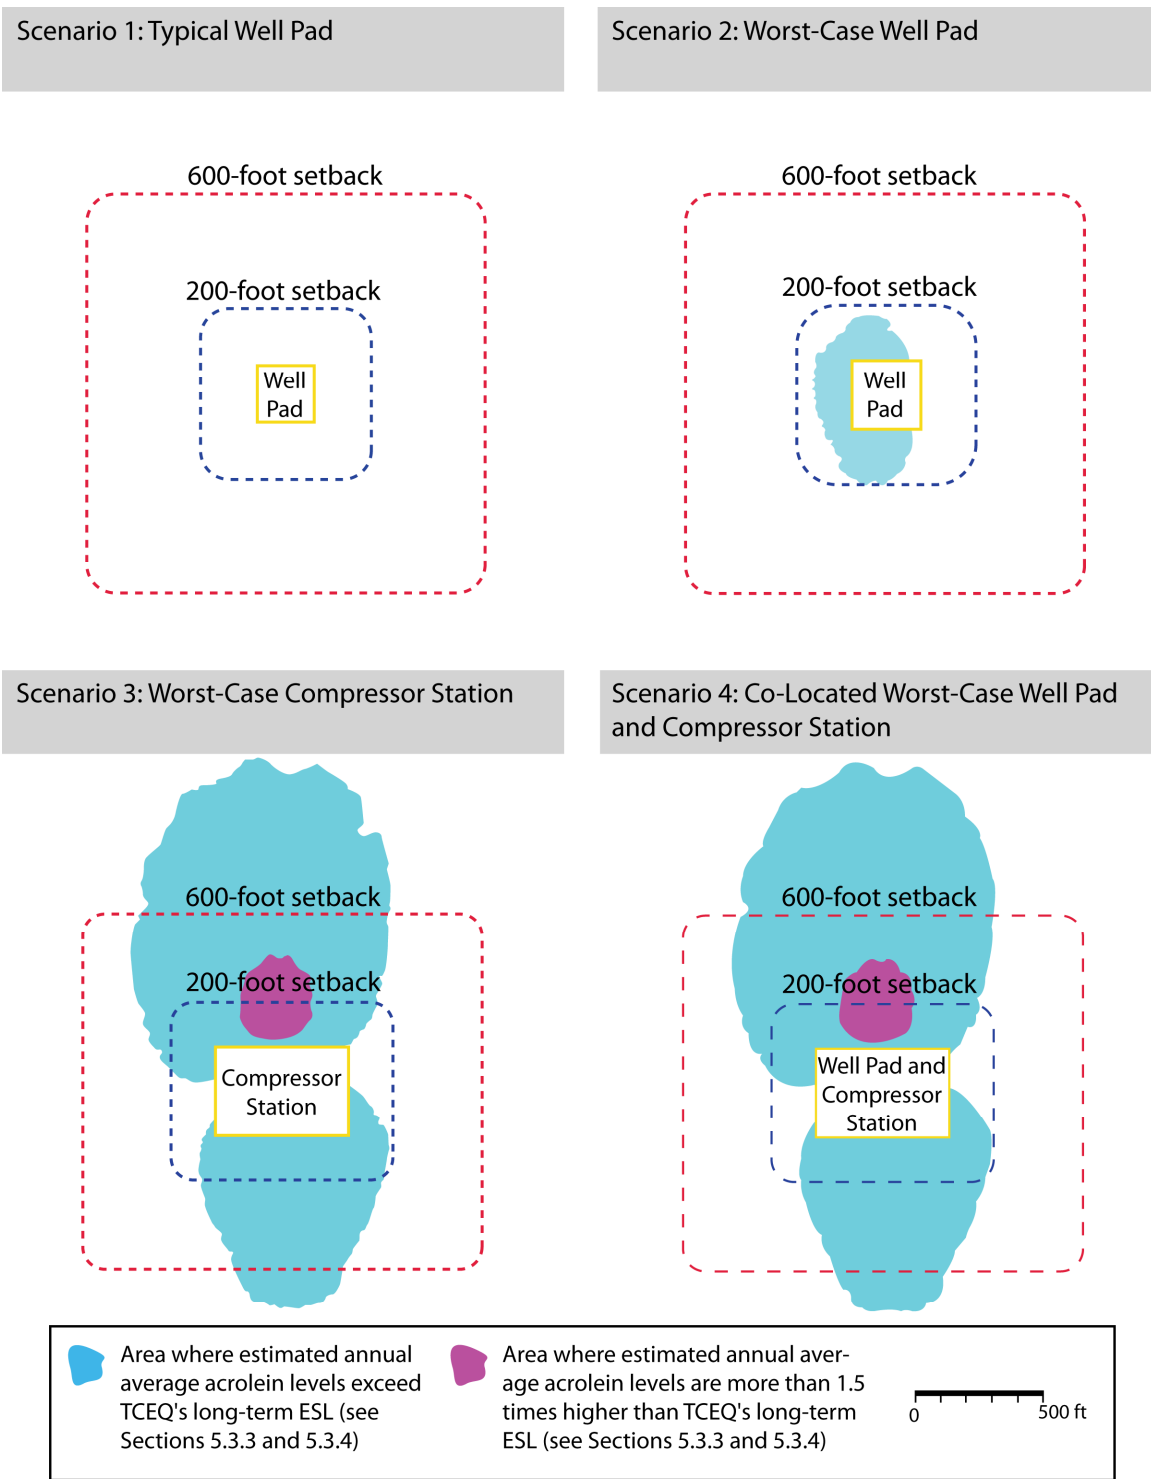 Scenario 1: Typical Well Pad
600-foot setback
200-foot setback
Well
Pad
Scenario 2: Worst-Case Well Pad
600-foot setback
200-foot setback
Well
Pad
Scenario 3: Worst-Case Compressor Station
600-foot setback
200-foot setback
Compressor
Station
Scenario 4: Co-Located Worst-Case Well Pad
and Compressor Station
600-foot setback
200-foot setback
Well Pad and
Compressor
Station
Area where estimated annual
average acrolein levels exceed
TCEQ's long-term ESL (see
Sections 5.3.3 and 5.3.4)
Area where estimated annual aver-
age acrolein levels are more than 1.5
times higher than TCEQ's long-term
ESL (see Sections 5.3.3 and 5.3.4)
0
500 ft